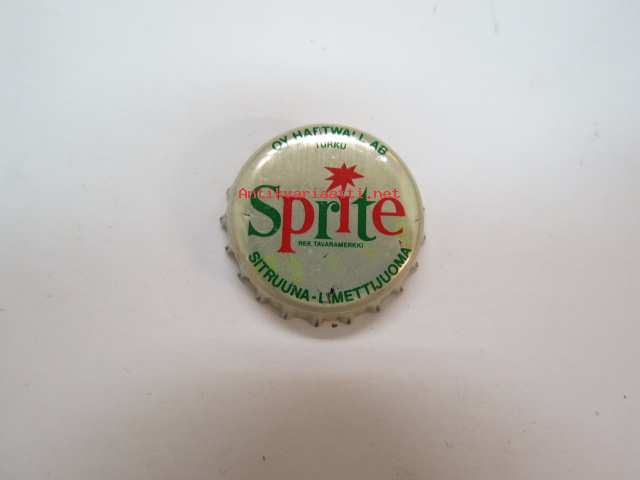 OY HARTWALL AB
TURKU
Antikvariaatti.net
Sprite
REK. TAVARAMERKKI
SITRUUNA-LIMETTIJUOMA